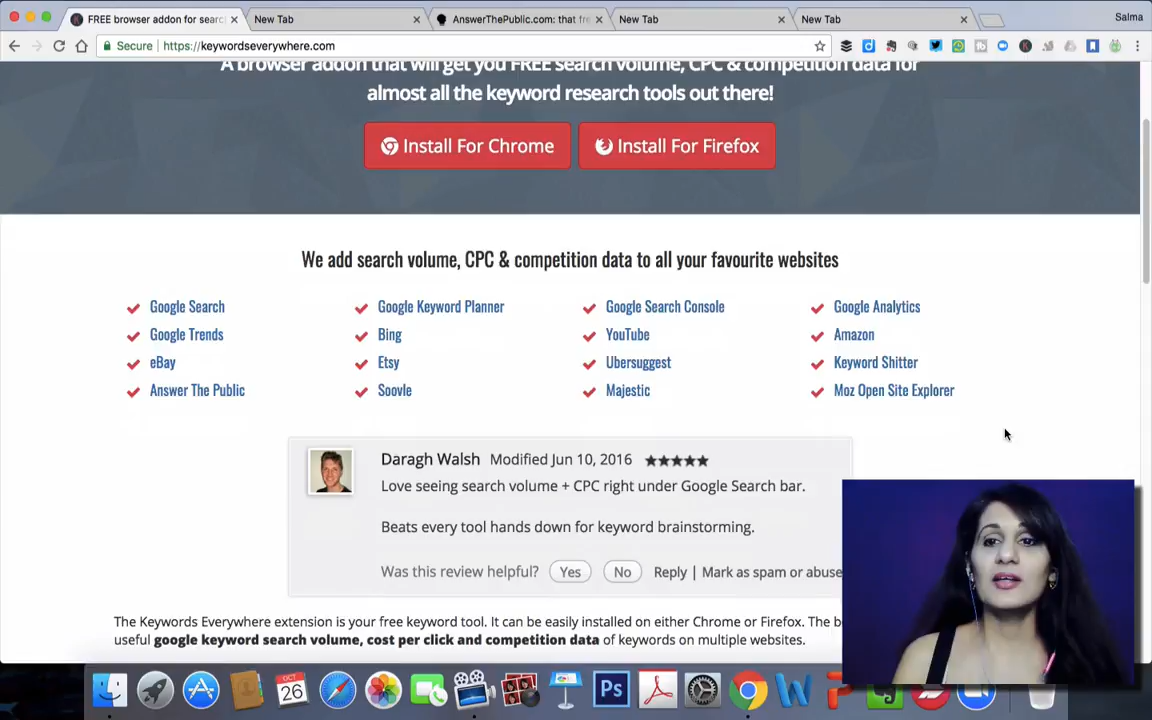 FREE browser addon for searc
New Tab
AnswerThePublic.com: that fr
New Tab
New Tab
Salma
Secure
https://keywordseverywhere.com
A browser addon that will get you FREE search volume, CPC & competition data for
almost all the keyword research tools out there!
Install For Chrome
Install For Firefox
We add search volume, CPC & competition data to all your favourite websites
Google Search
Google Keyword Planner
Google Search Console
Google Analytics
Google Trends
Bing
YouTube
Amazon
eBay
Etsy
Ubersuggest
Keyword Shitter
Answer The Public
Soovle
Majestic
Moz Open Site Explorer
Daragh Walsh Modified Jun 10, 2016
Love seeing search volume + CPC right under Google Search bar.
Beats every tool hands down for keyword brainstorming.
Was this review helpful? Yes No Reply | Mark as spam or abuse
The Keywords Everywhere extension is your free keyword tool. It can be easily installed on either Chrome or Firefox. The b
useful google keyword search volume, cost per click and competition data of keywords on multiple websites.
OCT
26
Ps